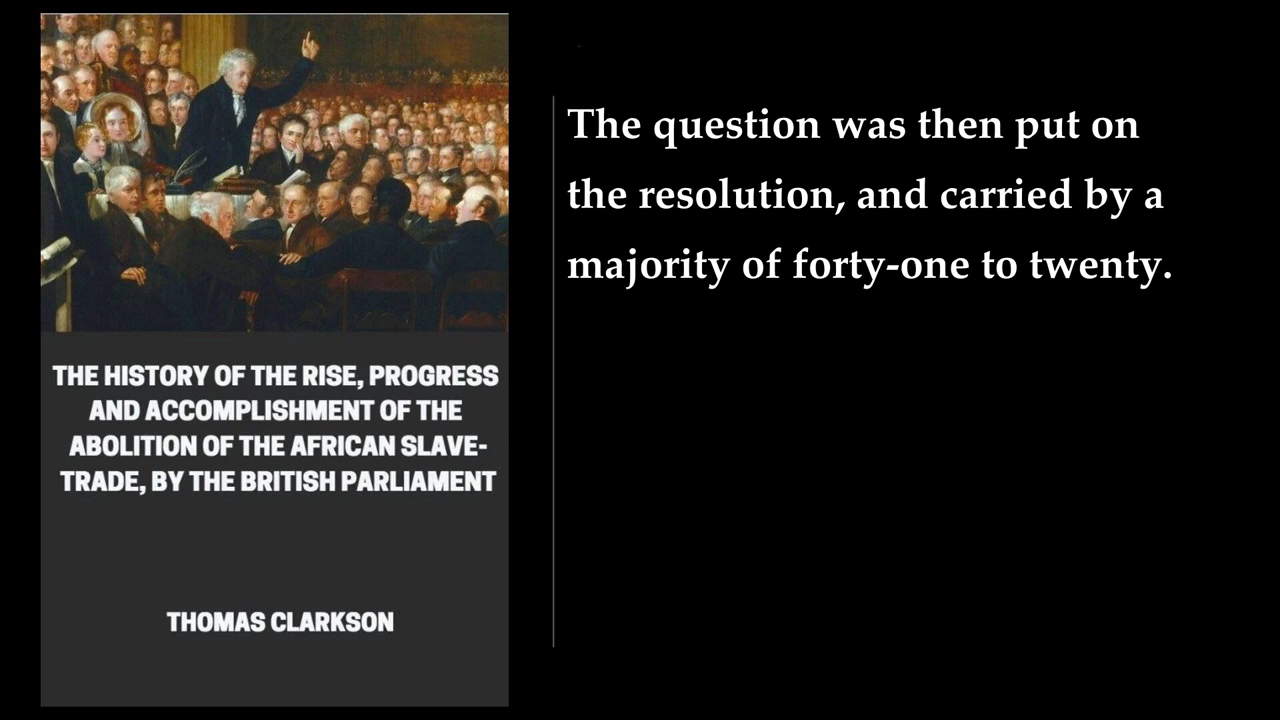 THE HISTORY OF THE RISE, PROGRESS
AND ACCOMPLISHMENT OF THE
ABOLITION OF THE AFRICAN SLAVE-
TRADE, BY THE BRITISH PARLIAMENT
THOMAS CLARKSON
The question was then put on
the resolution, and carried by a
majority of forty-one to twenty.